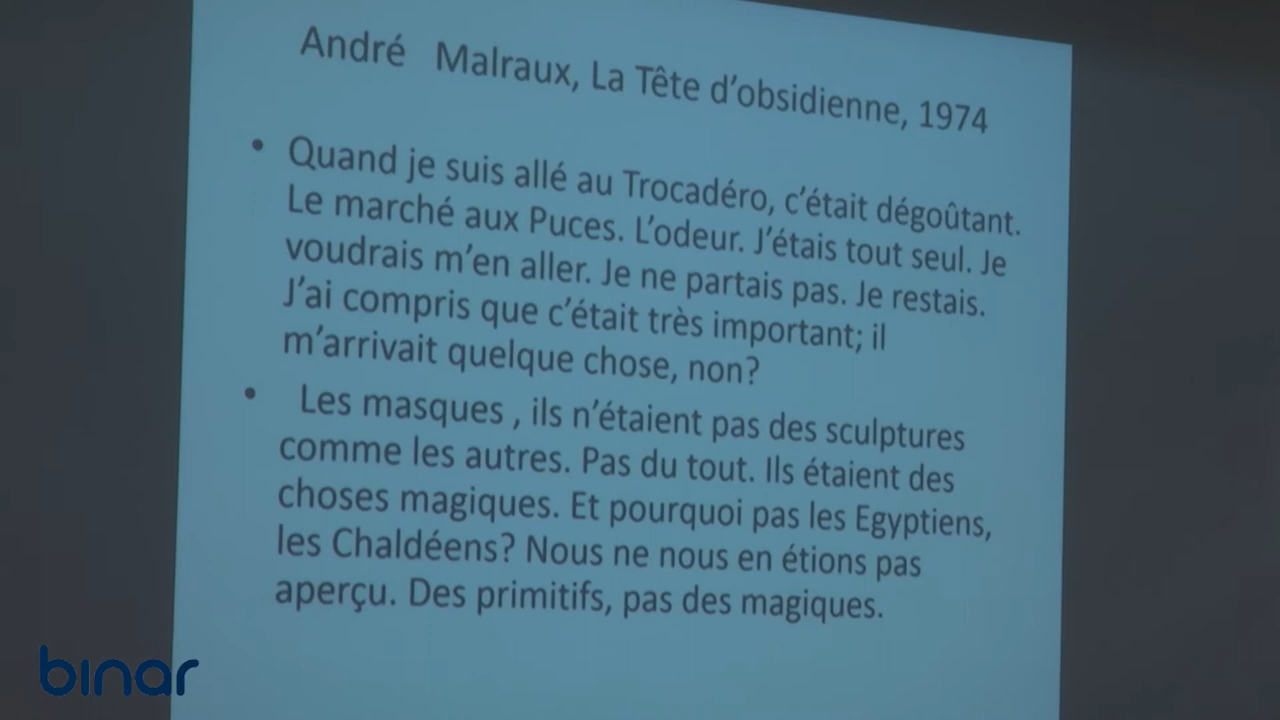 André Malraux, La Tête d'obsidienne, 1974
• Quand je suis allé au Trocadéro, c'était dégoûtant.
Le marché aux Puces. L'odeur. J'étais tout seul. Je
voudrais m'en aller. Je ne partais pas. Je restais.
J'ai compris que c'était très important; il
m'arrivait quelque chose, non?
• Les masques , ils n'étaient pas des sculptures
comme les autres. Pas du tout. Ils étaient des
choses magiques. Et pourquoi pas les Egyptiens,
les Chaldéens? Nous ne nous en étions pas
aperçu. Des primitifs, pas des magiques.
binar